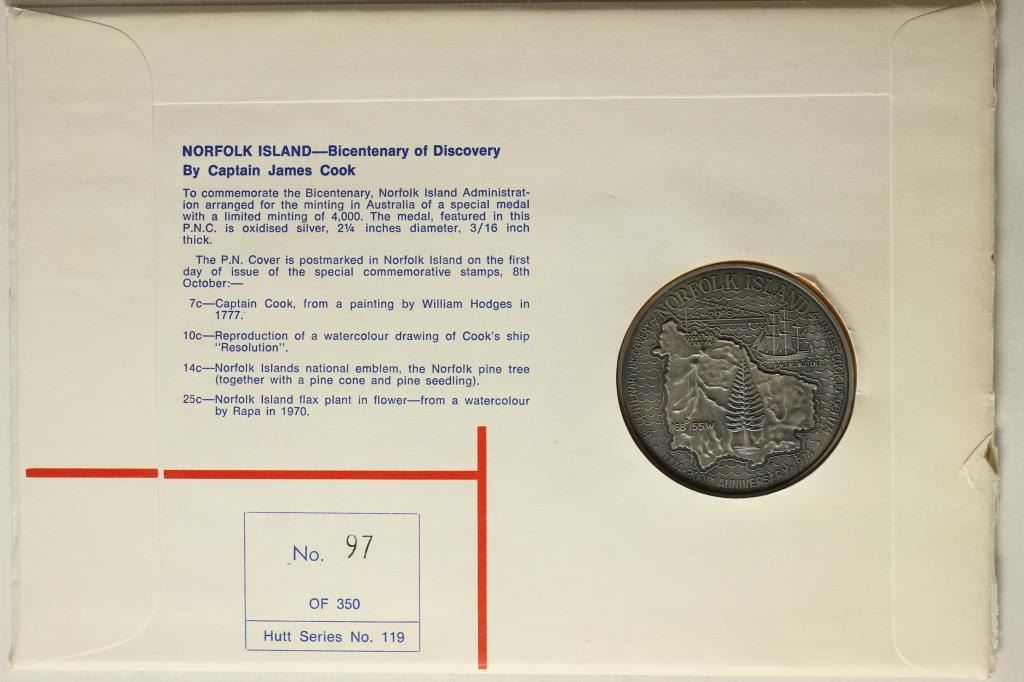 NORFOLK ISLAND—Bicentenary of Discovery
By Captain James Cook
To commemorate the Bicentenary, Norfolk Island Administrat-
ion arranged for the minting in Australia of a special medal
with a limited minting of 4,000. The medal, featured in this
P.N.C. is oxidised silver, 2¼ inches diameter, 3/16 inch
thick.
The P.N. Cover is postmarked in Norfolk Island on the first
day of issue of the special commemorative stamps, 8th
October:—
7c—Captain Cook, from a painting by William Hodges in
1777.
10c—Reproduction of a watercolour drawing of Cook's ship
"Resolution".
14c—Norfolk Islands national emblem, the Norfolk pine tree
(together with a pine cone and pine seedling).
25c—Norfolk Island flax plant in flower—from a watercolour
by Rapa in 1970.
No. 97
OF 350
Hutt Series No. 119
NORFOLK ISLAND
LANDING
55 W
1774 200TH ANNIVERSARY 1974